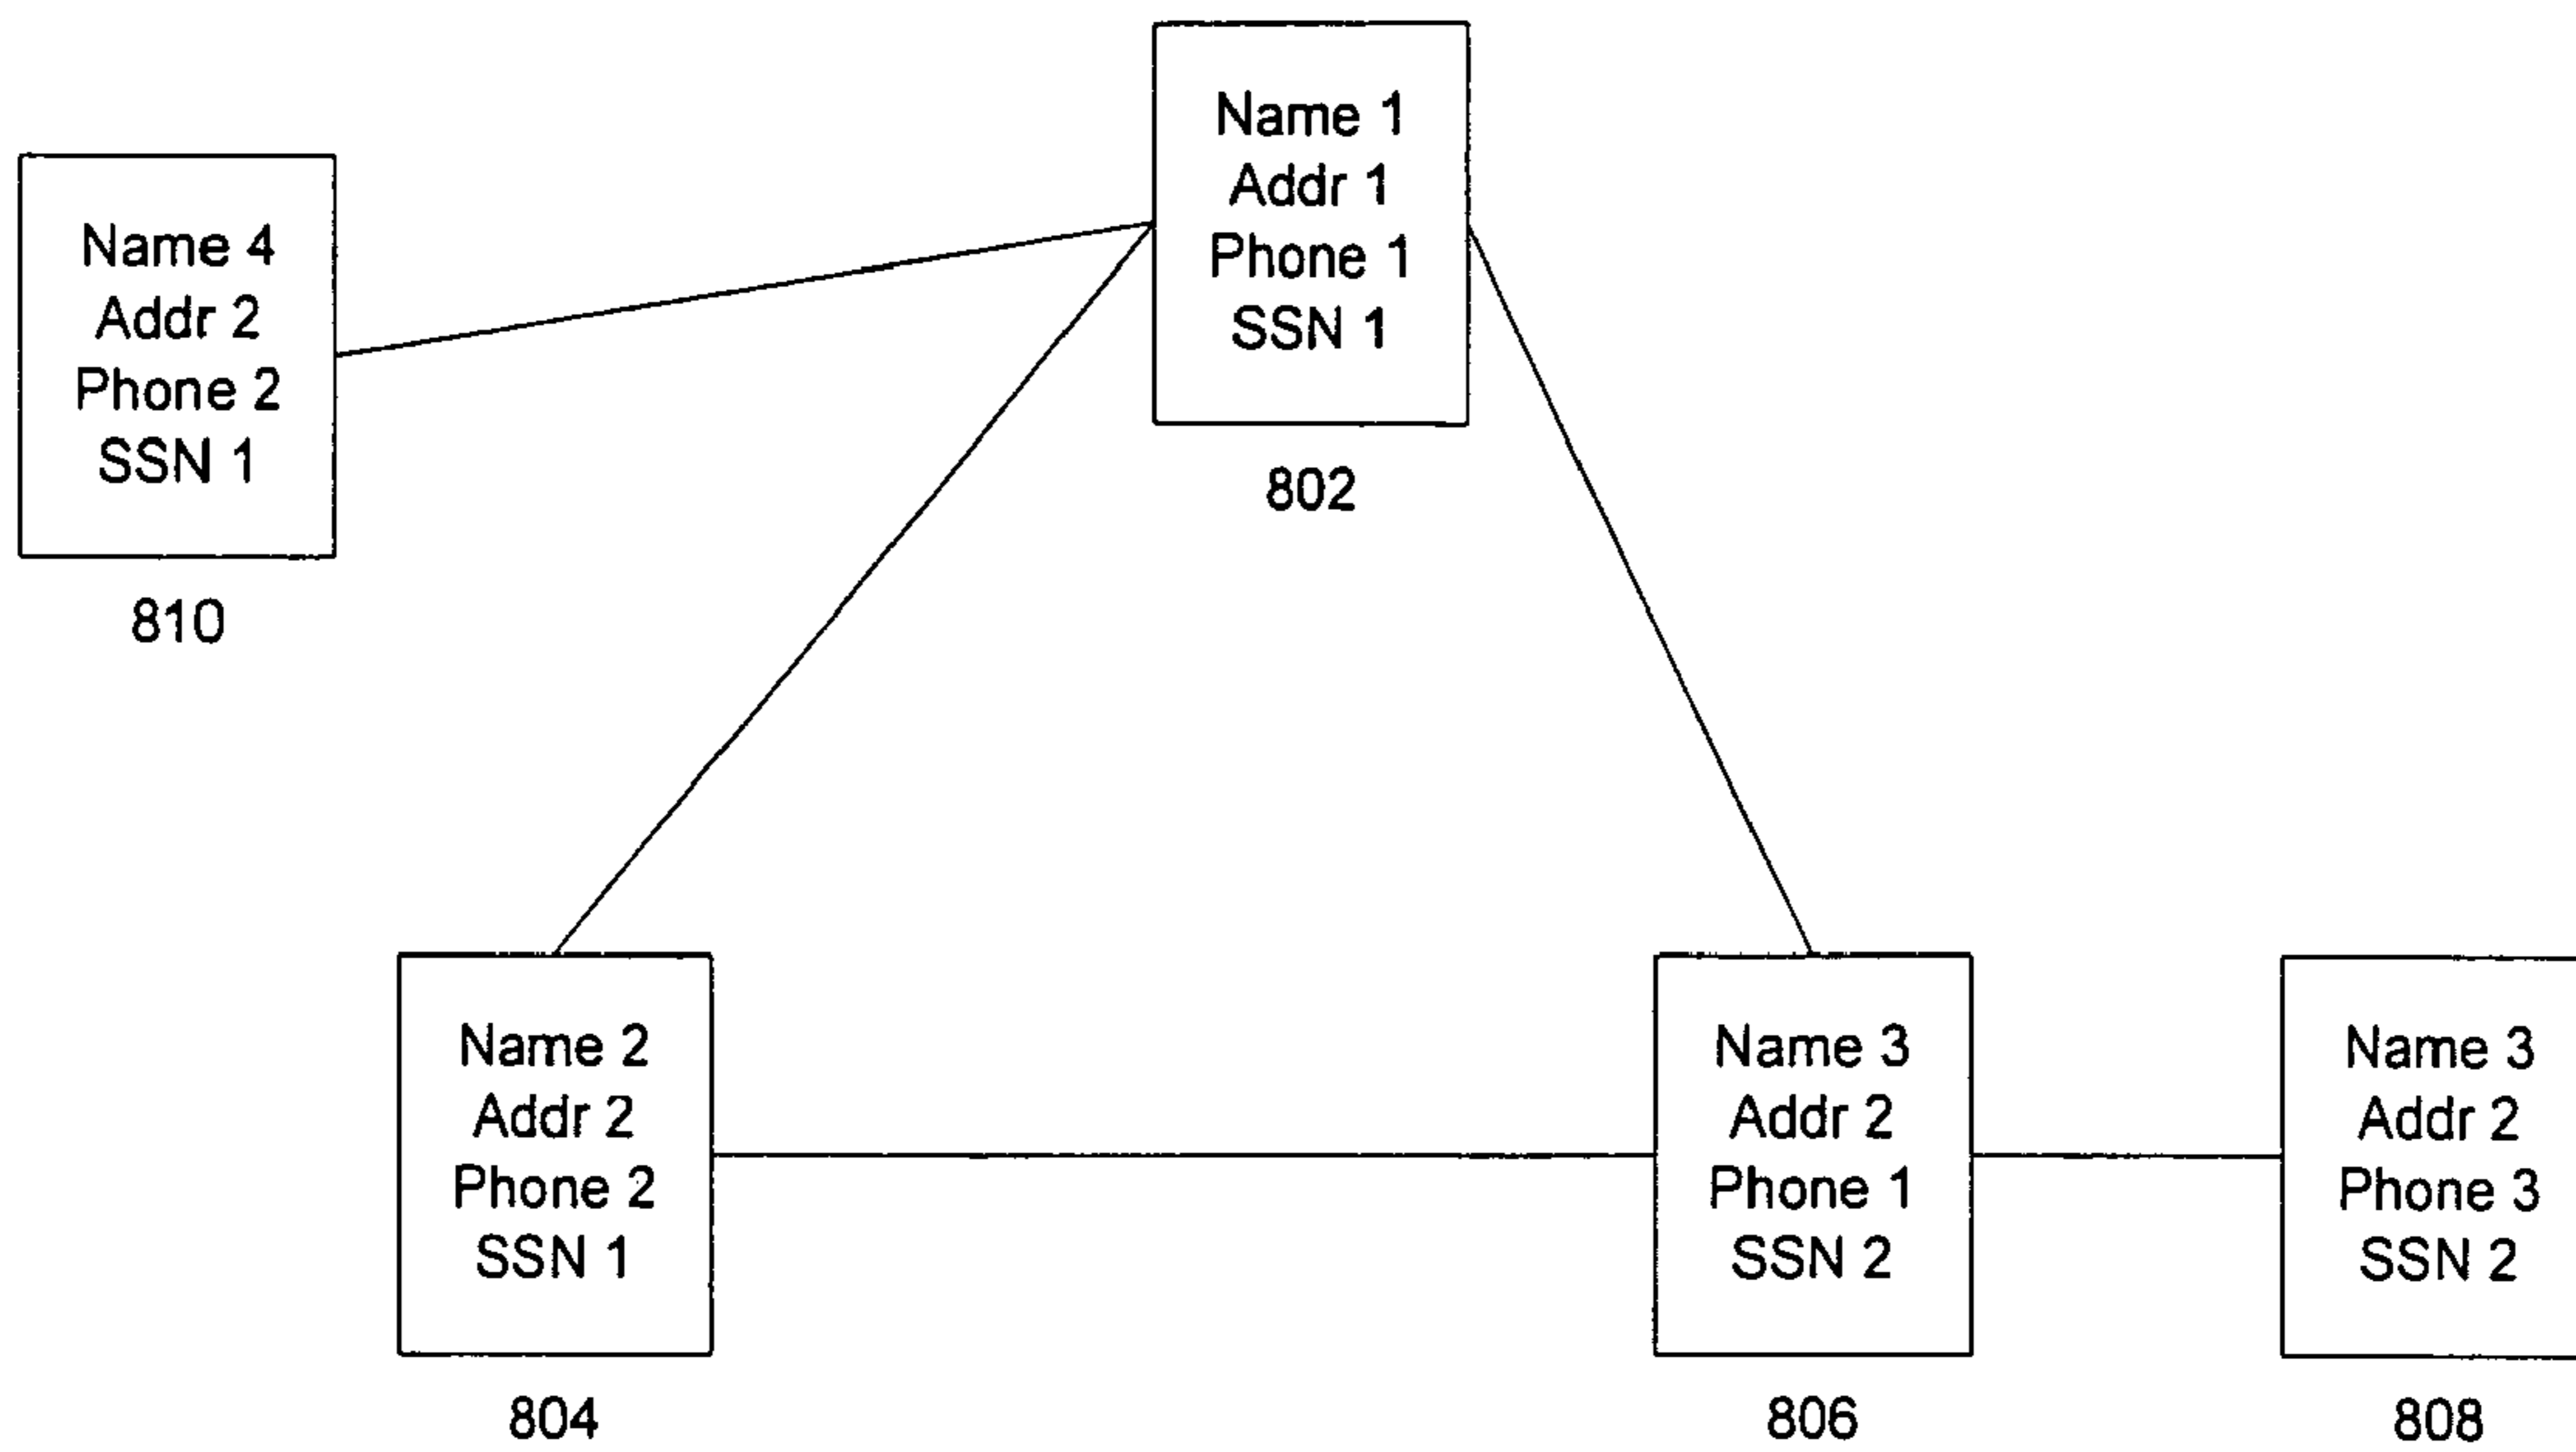 Name 1
Addr 1
Phone 1
SSN 1
802
Name 4
Addr 2
Phone 2
SSN 1
810
Name 2
Addr 2
Phone 2
SSN 1
804
Name 3
Addr 2
Phone 1
SSN 2
806
Name 3
Addr 2
Phone 3
SSN 2
808